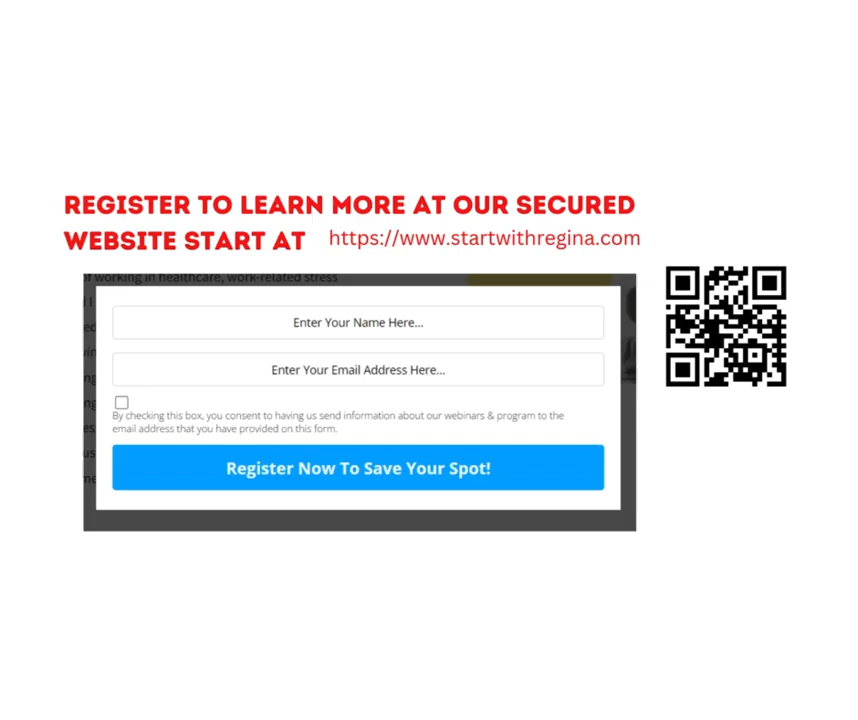 REGISTER TO LEARN MORE AT OUR SECURED
WEBSITE START AT https://www.startwithregina.com
of working in healthcare, work-related stress
Enter Your Name Here...
Enter Your Email Address Here...
By checking this box, you consent to having us send information about our webinars & program to the
email address that you have provided on this form.
Register Now To Save Your Spot!